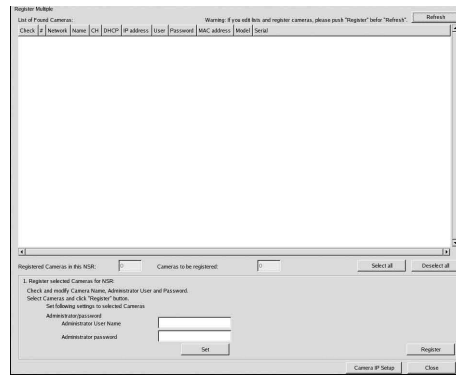 Register Multiple
List of Found Cameras: Warning: If you edit lists and register cameras, please push "Register" befor "Refresh". Refresh
Check # Network Name CH DHCP IP address User Password MAC address Model Serial
Registered Cameras in this NSR: 0 Cameras to be registered: 0 Select all Deselect all
1. Register selected Cameras for NSR:
Check and modify Camera Name, Administrator User and Password.
Select Cameras and click "Register" button.
Set following settings to selected Cameras
Administrator/password
Administrator User Name
Administrator password
Set Register
Camera IP Setup Close